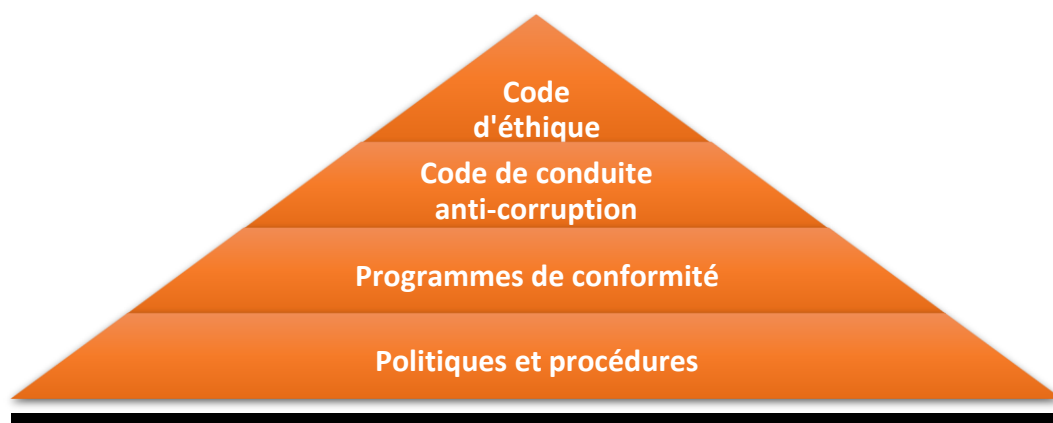 Code
d'éthique
Code de conduite
anti-corruption
Programmes de conformité
Politiques et procédures